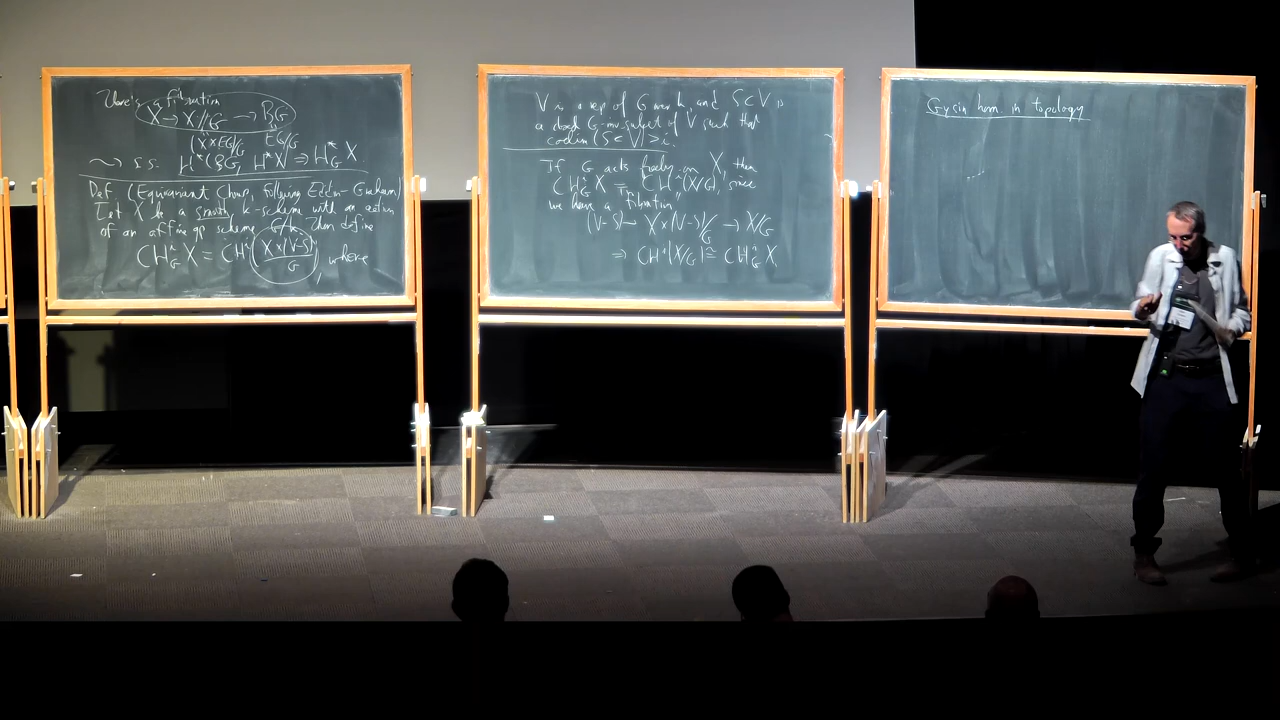 There's a fibration
X → X//G → BG
(X×EG)/G EG/G
⇝ s.s. H*(BG, H*X) ⇒ H*_G X
Def. (Equivariant Chow, following Edidin-Graham)
Let X be a smooth k-scheme with an action
of an affine gp scheme G/k. Then define
CH^i_G X = CH^i (X×(V-S)/G), where
V is a rep of G over k, and S⊂V is
a closed G-inv subset of V such that
codim(S⊂V)>i.
If G acts freely on X, then
CH^i_G X = CH^i(X/G), since
we have a fibration
(V-S) → X×(V-S)/G → X/G
⇒ CH^i(X/G) ≅ CH^i_G X
Gysin hom in topology